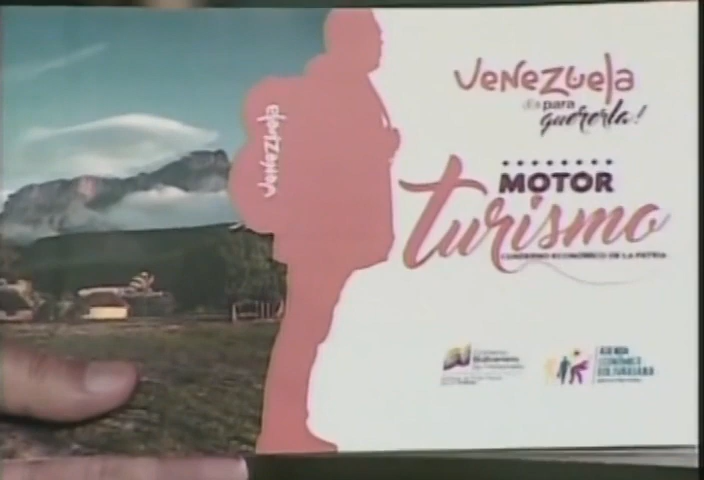 Venezuela
Venezuela
es para
quererla!
MOTOR
turismo
CUADERNO ECONÓMICO DE LA PATRIA
Gobierno
Bolivariano
de Venezuela
AGENDA
ECONÓMICA
BOLIVARIANA